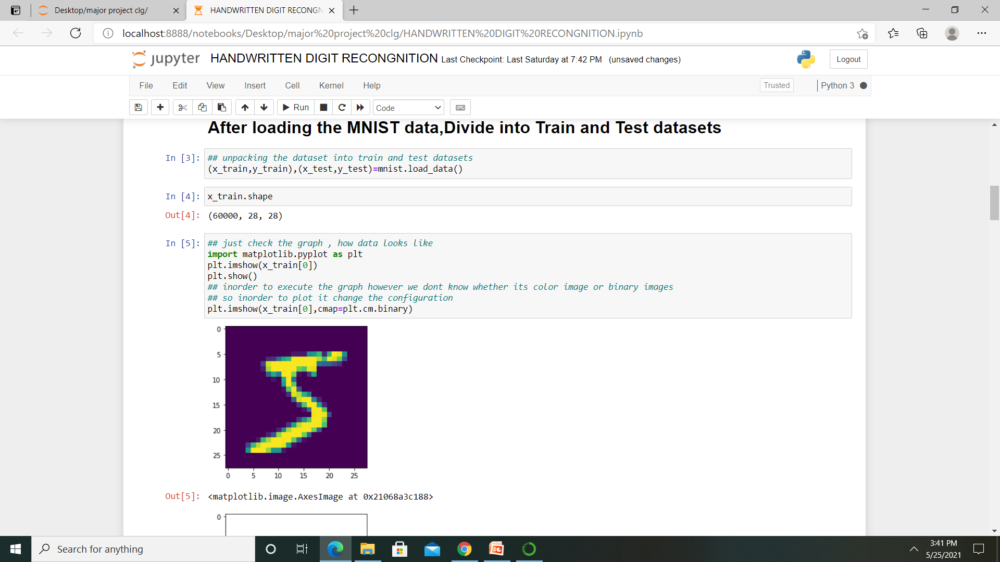 Desktop/major project clg/
HANDWRITTEN DIGIT RECONGN
localhost:8888/notebooks/Desktop/major%20project%20clg/HANDWRITTEN%20DIGIT%20RECONGNITION.ipynb
jupyter HANDWRITTEN DIGIT RECONGNITION Last Checkpoint: Last Saturday at 7:42 PM (unsaved changes)
Logout
File Edit View Insert Cell Kernel Help
Trusted
Python 3
Run
Code
After loading the MNIST data,Divide into Train and Test datasets
In [3]: ## unpacking the dataset into train and test datasets
(x_train,y_train),(x_test,y_test)=mnist.load_data()
In [4]: x_train.shape
Out[4]: (60000, 28, 28)
In [5]: ## just check the graph , how data looks like
import matplotlib.pyplot as plt
plt.imshow(x_train[0])
plt.show()
## inorder to execute the graph however we dont know whether its color image or binary images
## so inorder to plot it change the configuration
plt.imshow(x_train[0],cmap=plt.cm.binary)
0
5
10
15
20
25
0 5 10 15 20 25
Out[5]: <matplotlib.image.AxesImage at 0x21068a3c188>
0
Search for anything
3:41 PM
5/25/2021